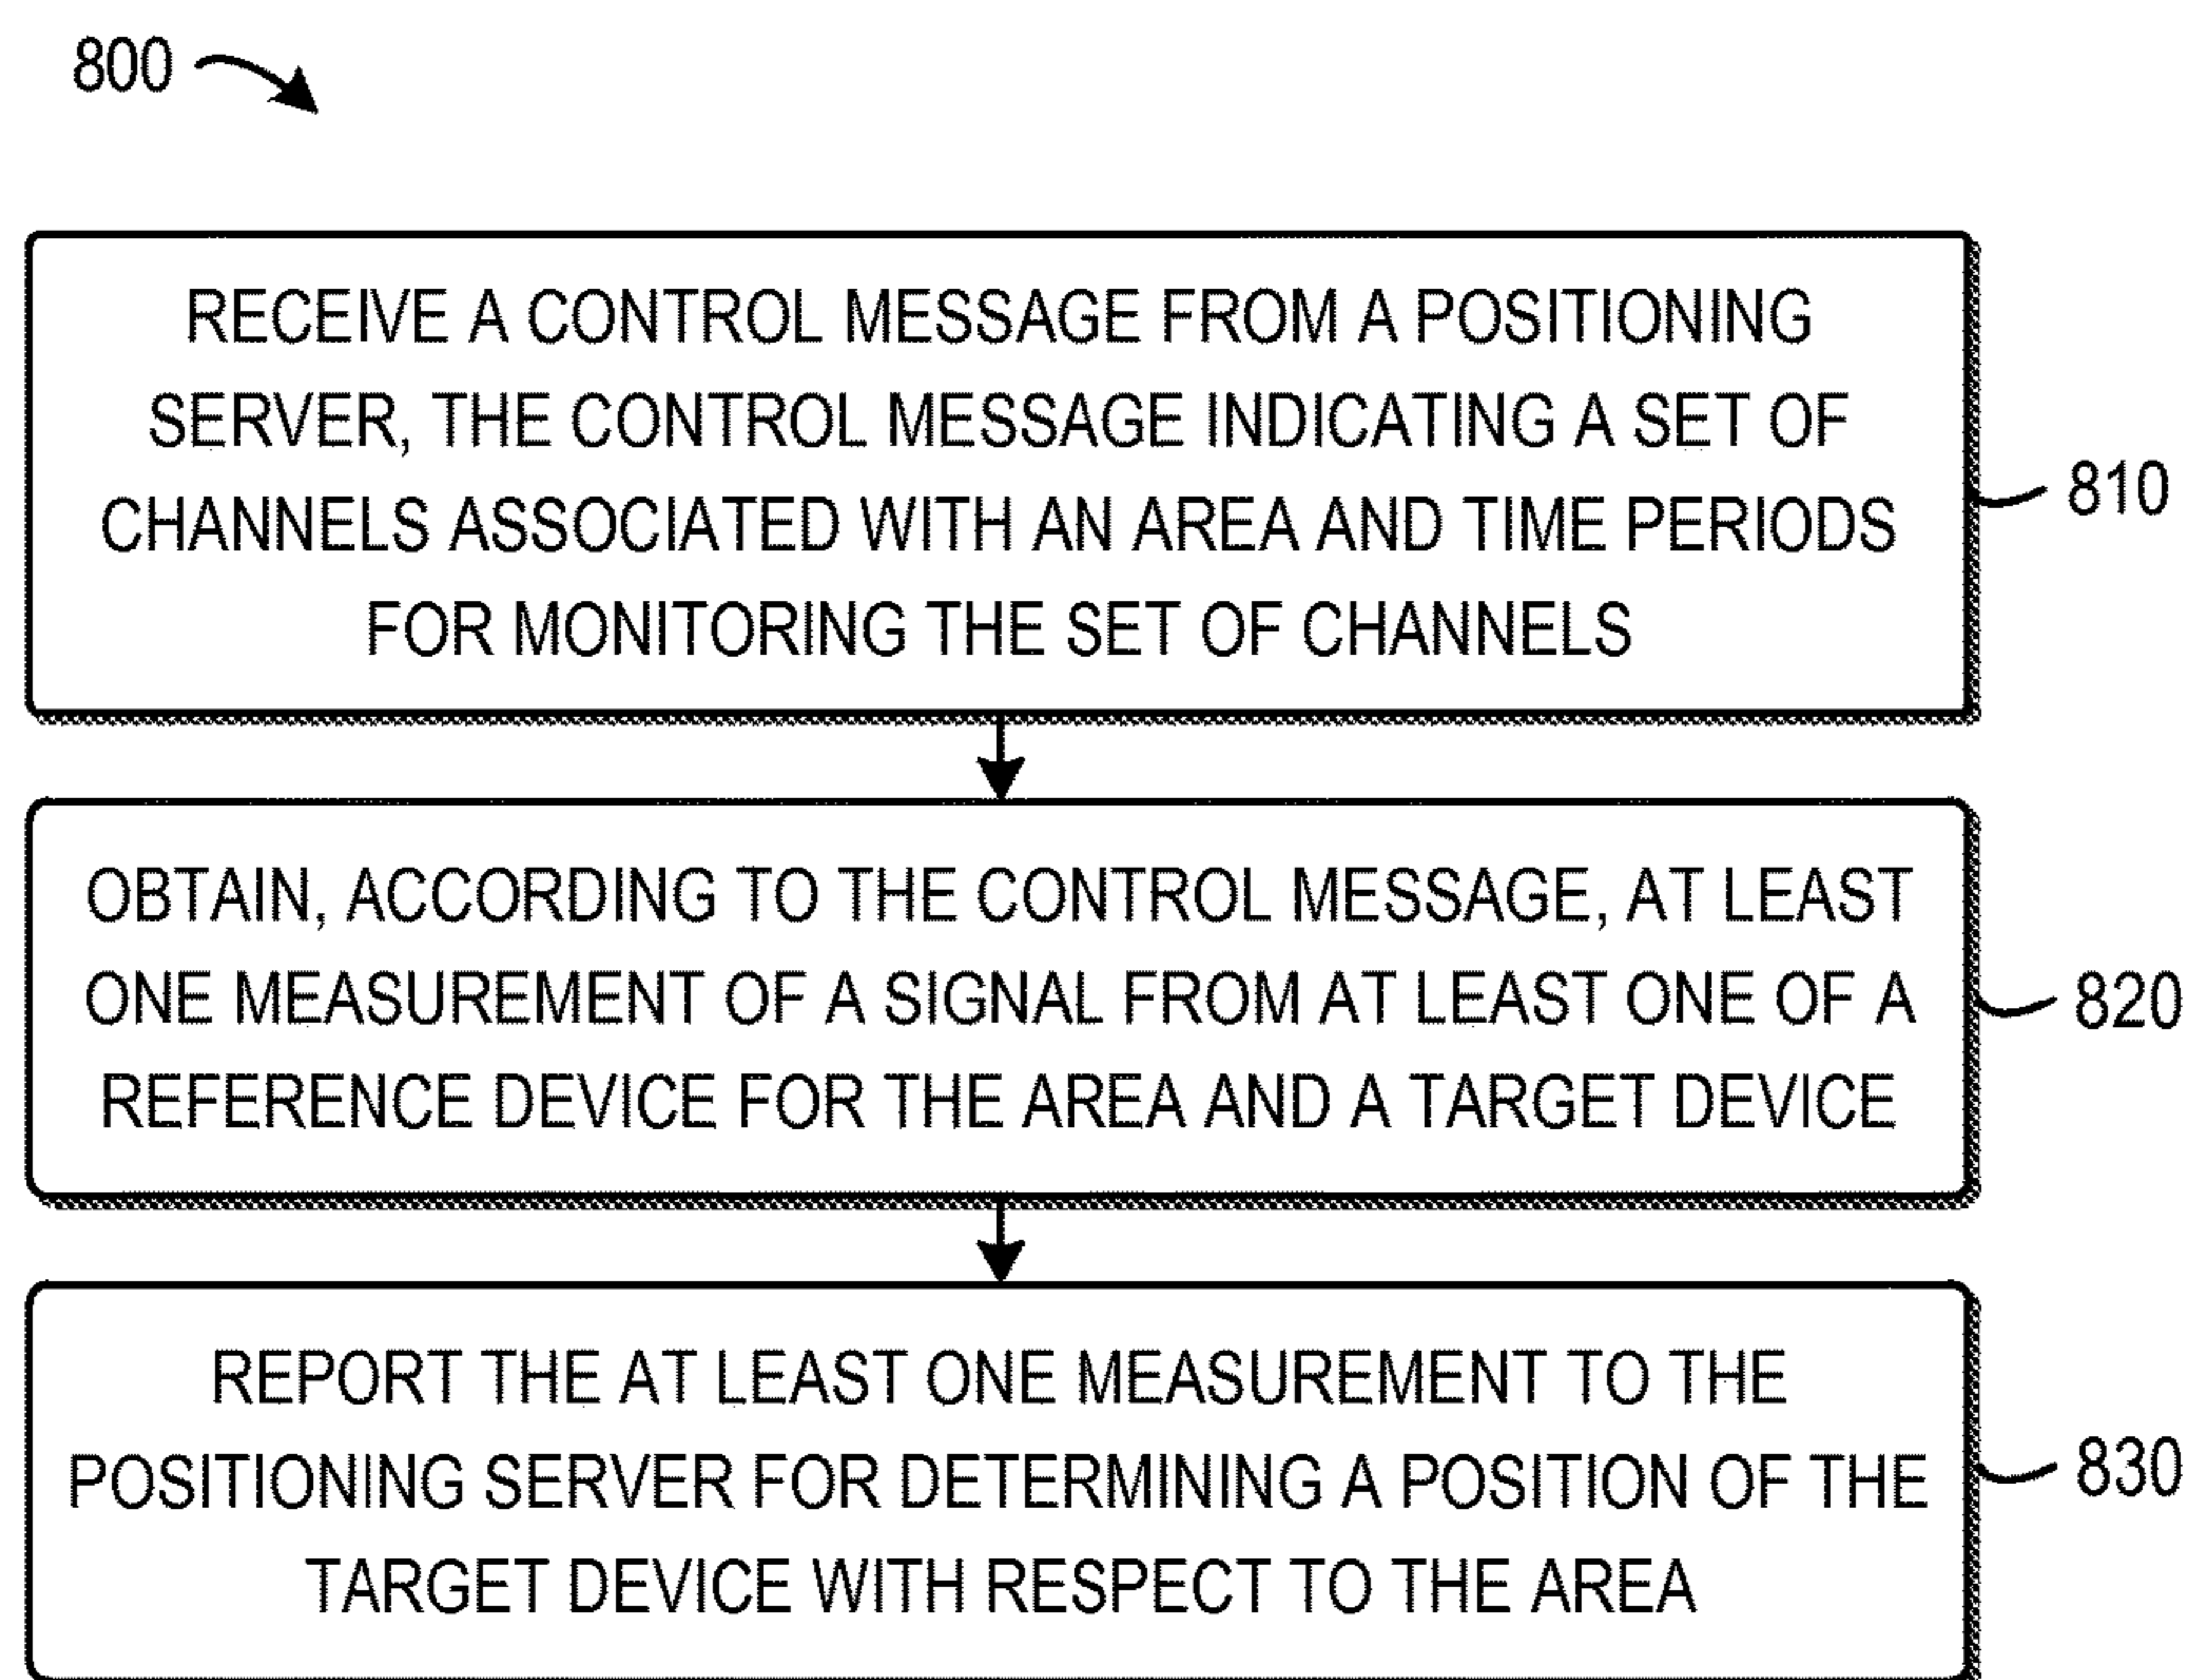 800
RECEIVE A CONTROL MESSAGE FROM A POSITIONING
SERVER, THE CONTROL MESSAGE INDICATING A SET OF
CHANNELS ASSOCIATED WITH AN AREA AND TIME PERIODS
FOR MONITORING THE SET OF CHANNELS
810
OBTAIN, ACCORDING TO THE CONTROL MESSAGE, AT LEAST
ONE MEASUREMENT OF A SIGNAL FROM AT LEAST ONE OF A
REFERENCE DEVICE FOR THE AREA AND A TARGET DEVICE
820
REPORT THE AT LEAST ONE MEASUREMENT TO THE
POSITIONING SERVER FOR DETERMINING A POSITION OF THE
TARGET DEVICE WITH RESPECT TO THE AREA
830